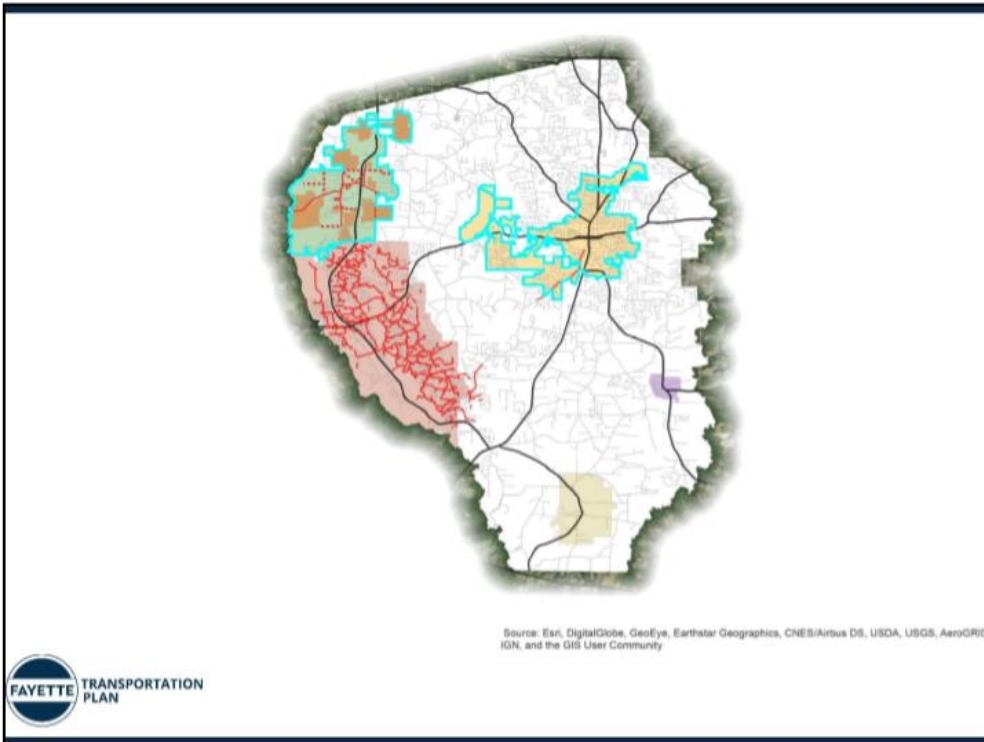 Source: Esri, DigitalGlobe, GeoEye, Earthstar Geographics, CNES/Airbus DS, USDA, USGS, AeroGRID
IGN, and the GIS User Community
FAYETTE
TRANSPORTATION
PLAN